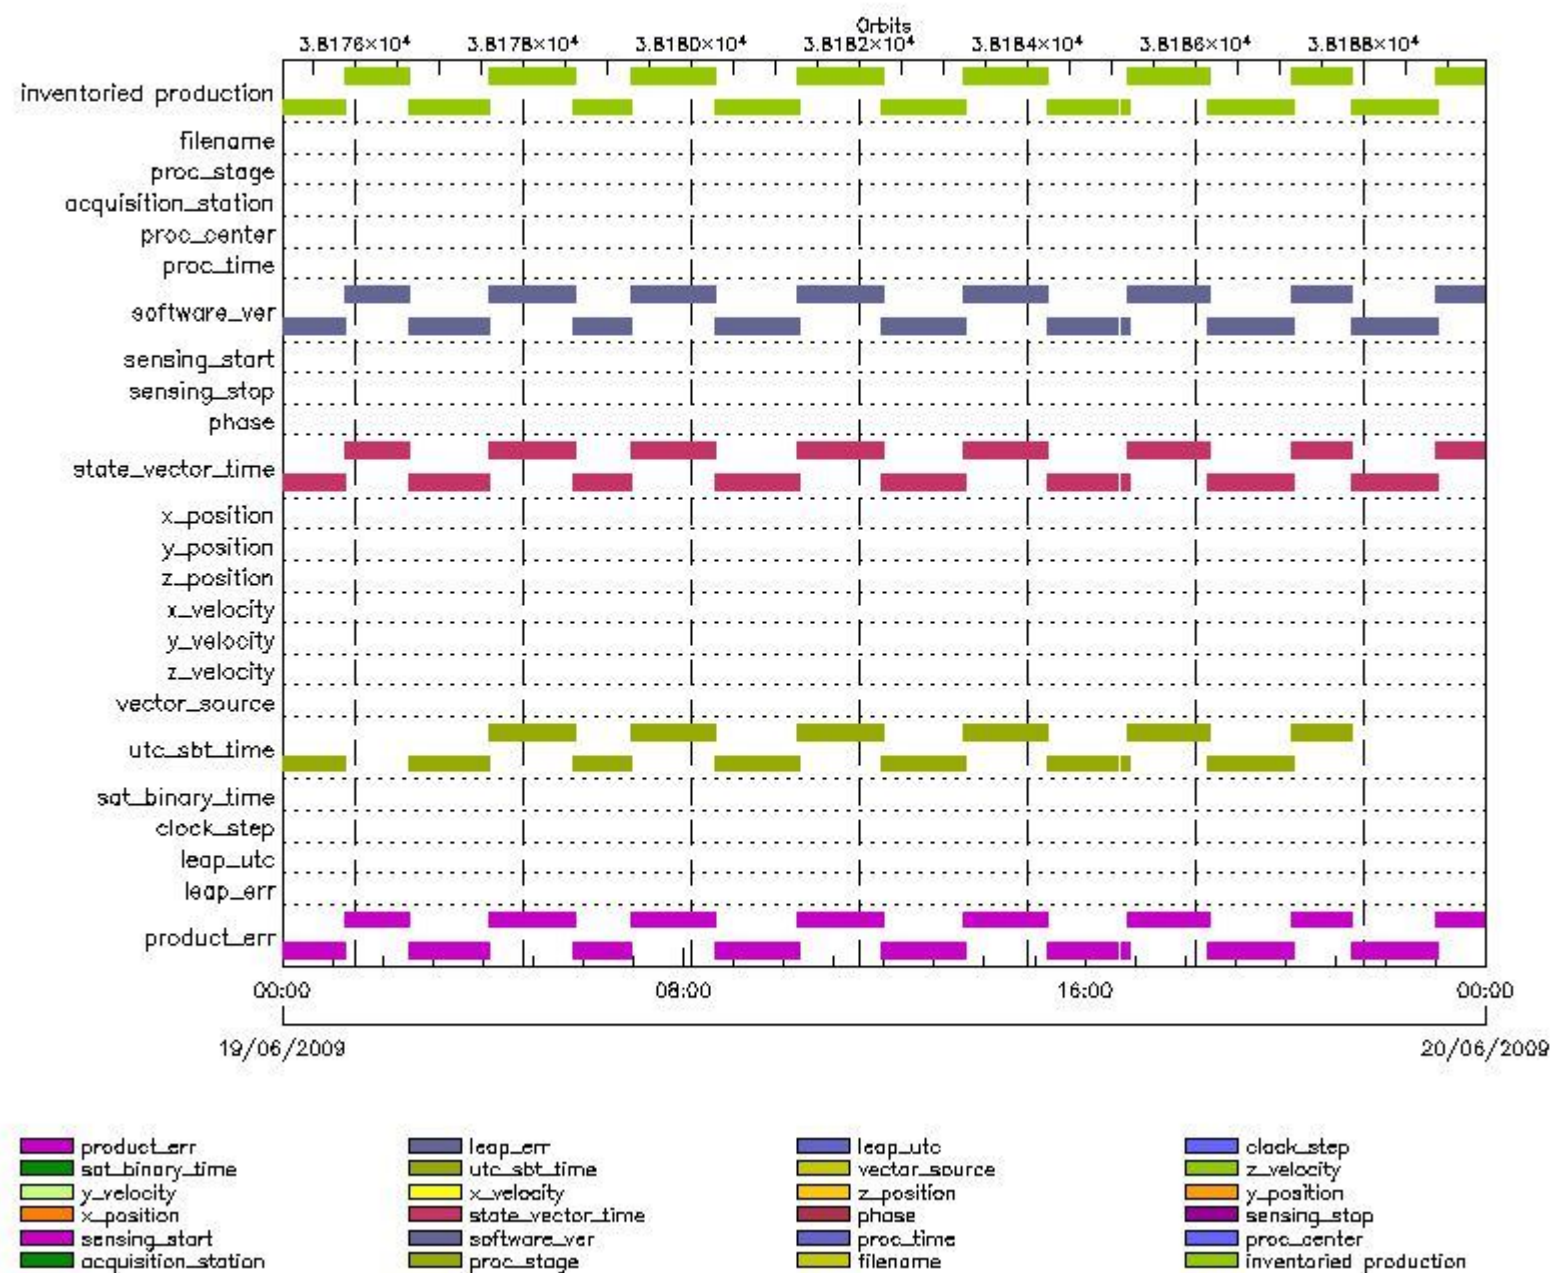 Orbits
3.8176×10⁴ 3.8178×10⁴ 3.8180×10⁴ 3.8182×10⁴ 3.8184×10⁴ 3.8186×10⁴ 3.8188×10⁴
inventoried production
filename
proc_stage
acquisition_station
proc_center
proc_time
software_ver
sensing_start
sensing_stop
phase
state_vector_time
x_position
y_position
z_position
x_velocity
y_velocity
z_velocity
vector_source
utc_sbt_time
sat_binary_time
clock_step
leap_utc
leap_err
product_err
00:00 08:00 16:00 00:00
19/06/2009 20/06/2009
product_err leap_err leap_utc clock_step
sat_binary_time utc_sbt_time vector_source z_velocity
y_velocity x_velocity z_position y_position
x_position state_vector_time phase sensing_stop
sensing_start software_ver proc_time proc_center
acquisition_station proc_stage filename inventoried production